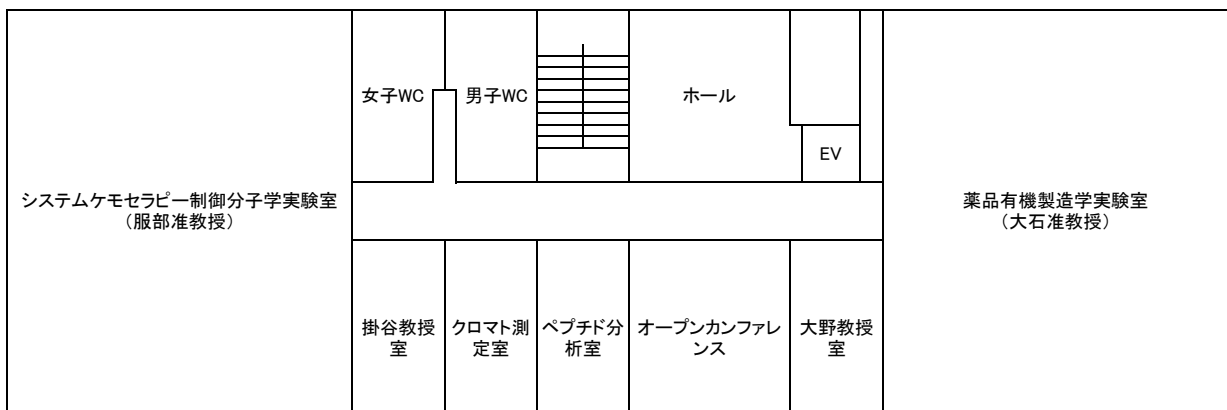 女子WC
男子WC
ホール
EV
システムケモセラピー制御分子学実験室
（服部准教授）
薬品有機製造学実験室
（大石准教授）
掛谷教授
室
クロマト測
定室
ペプチド分
析室
オープンカンファレ
ンス
大野教授
室